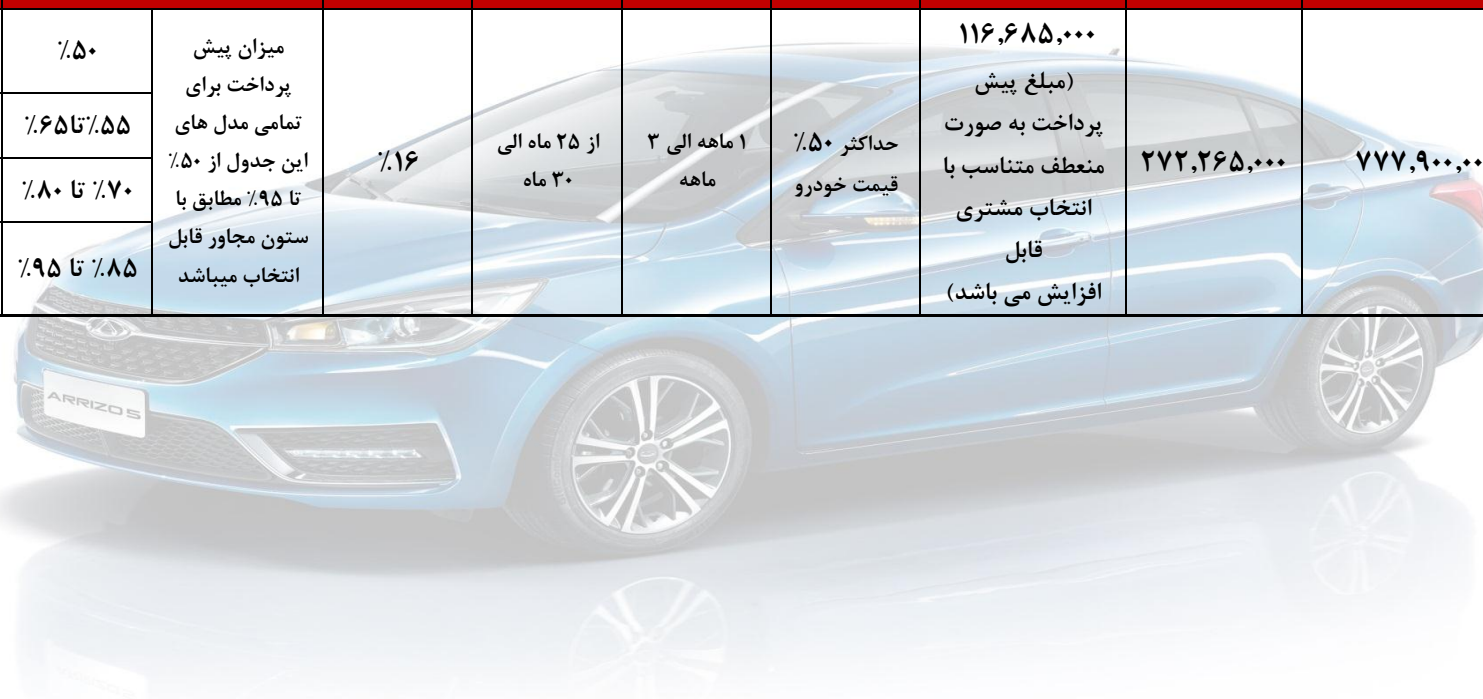 ۷۷۷,۹۰۰,۰۰
۲۷۲,۲۶۵,۰۰۰
۱۱۶,۶۸۵,۰۰۰
(مبلغ پیش
پرداخت به صورت
منعطف متناسب با
انتخاب مشتری
قابل
افزایش می باشد)
حداکثر ۵۰٪
قیمت خودرو
۱ ماهه الی ۳
ماهه
از ۲۵ ماه الی
۳۰ ماه
۱۶٪
میزان پیش
پرداخت برای
تمامی مدل های
این جدول از ۵۰٪
تا ۹۵٪ مطابق با
ستون مجاور قابل
انتخاب میباشد
۵۰٪
۵۵٪تا۶۵٪
۷۰٪ تا ۸۰٪
۸۵٪ تا ۹۵٪
ARRIZO 5